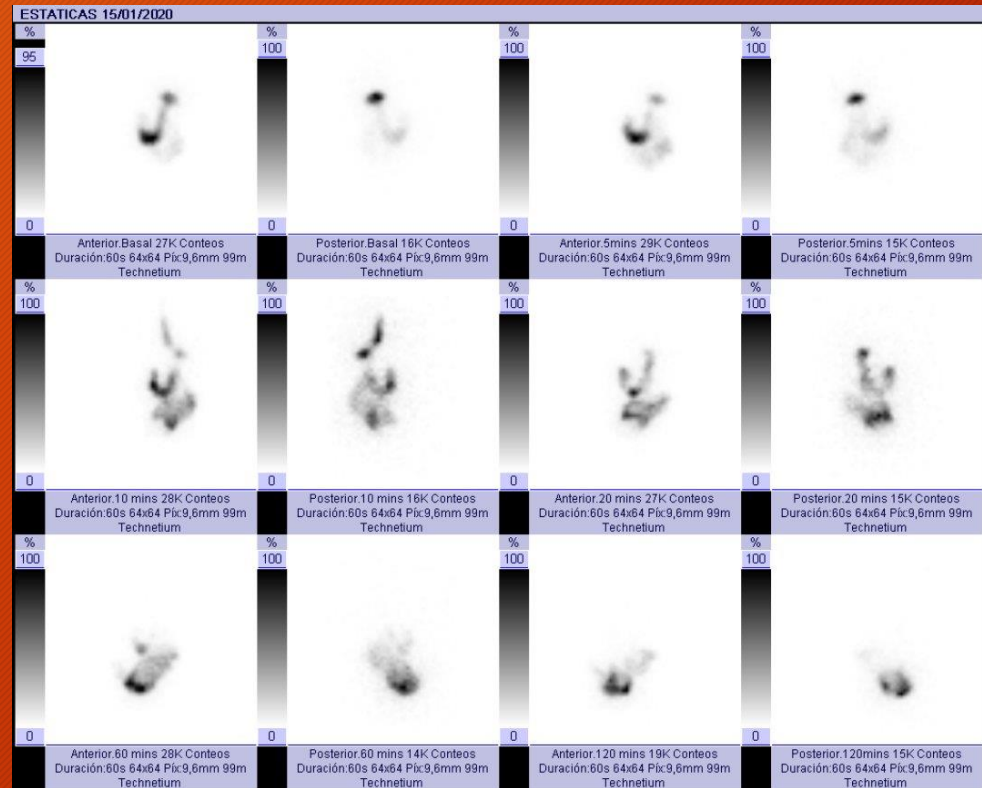 ESTATICAS 15/01/2020
% % % %
95 100 100 100
0 0 0 0
Anterior.Basal 27K Conteos
Duración:60s 64x64 Píx:9,6mm 99m
Technetium
Posterior.Basal 16K Conteos
Duración:60s 64x64 Píx:9,6mm 99m
Technetium
Anterior.5mins 29K Conteos
Duración:60s 64x64 Píx:9,6mm 99m
Technetium
Posterior.5mins 15K Conteos
Duración:60s 64x64 Píx:9,6mm 99m
Technetium
% % % %
100 100 100 100
0 0 0 0
Anterior.10 mins 28K Conteos
Duración:60s 64x64 Píx:9,6mm 99m
Technetium
Posterior.10 mins 16K Conteos
Duración:60s 64x64 Píx:9,6mm 99m
Technetium
Anterior.20 mins 27K Conteos
Duración:60s 64x64 Píx:9,6mm 99m
Technetium
Posterior.20 mins 15K Conteos
Duración:60s 64x64 Píx:9,6mm 99m
Technetium
% % % %
100 100 100 100
0 0 0 0
Anterior.60 mins 28K Conteos
Duración:60s 64x64 Píx:9,6mm 99m
Technetium
Posterior.60 mins 14K Conteos
Duración:60s 64x64 Píx:9,6mm 99m
Technetium
Anterior.120 mins 19K Conteos
Duración:60s 64x64 Píx:9,6mm 99m
Technetium
Posterior.120mins 15K Conteos
Duración:60s 64x64 Píx:9,6mm 99m
Technetium